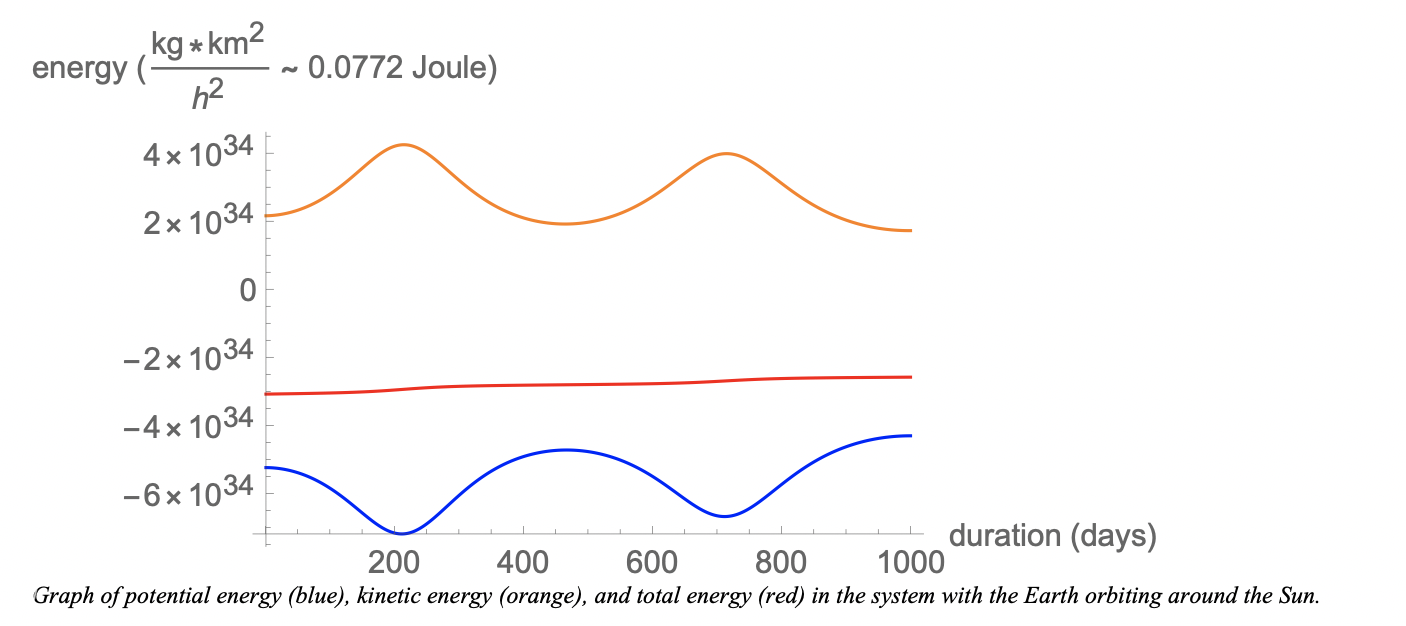 energy (kg * km² / h² ~ 0.0772 Joule)
4 × 10³⁴
2 × 10³⁴
0
−2 × 10³⁴
−4 × 10³⁴
−6 × 10³⁴
200 400 600 800 1000 duration (days)
Graph of potential energy (blue), kinetic energy (orange), and total energy (red) in the system with the Earth orbiting around the Sun.